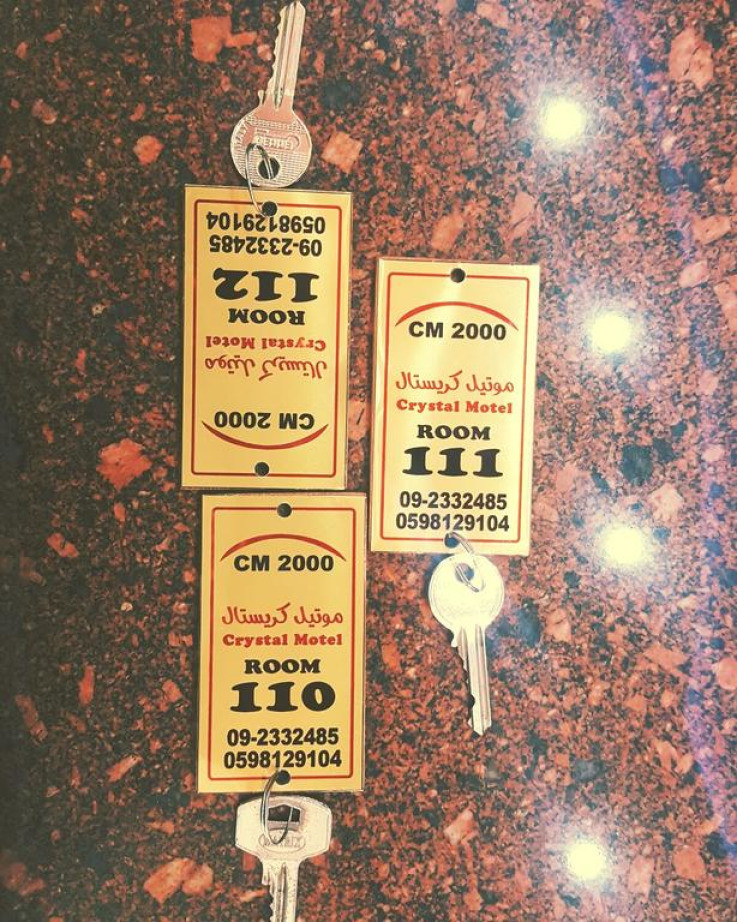 CM 2000
موتيل كريستال
Crystal Motel
ROOM
112
09-2332485
0598129104
CM 2000
موتيل كريستال
Crystal Motel
ROOM
111
09-2332485
0598129104
CM 2000
موتيل كريستال
Crystal Motel
ROOM
110
09-2332485
0598129104